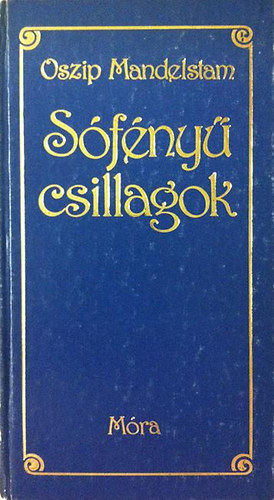 Oszip Mandelstam
Sófényű
csillagok
Móra